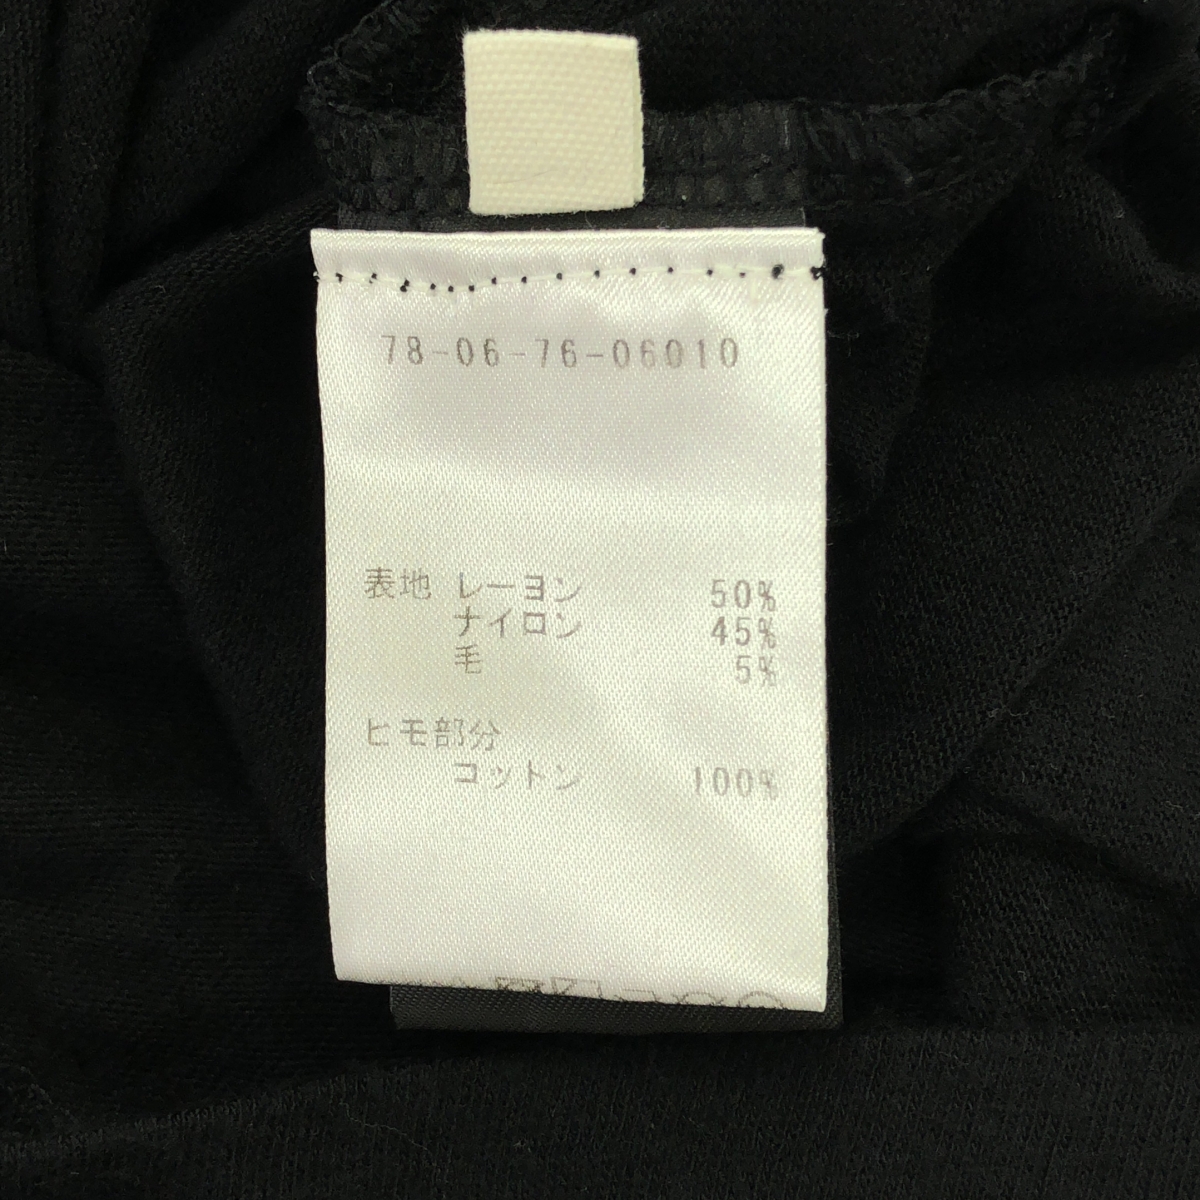 78-06-76-06010
表地 レーヨン 50%
ナイロン 45%
毛 5%
ヒモ部分
コットン 100%